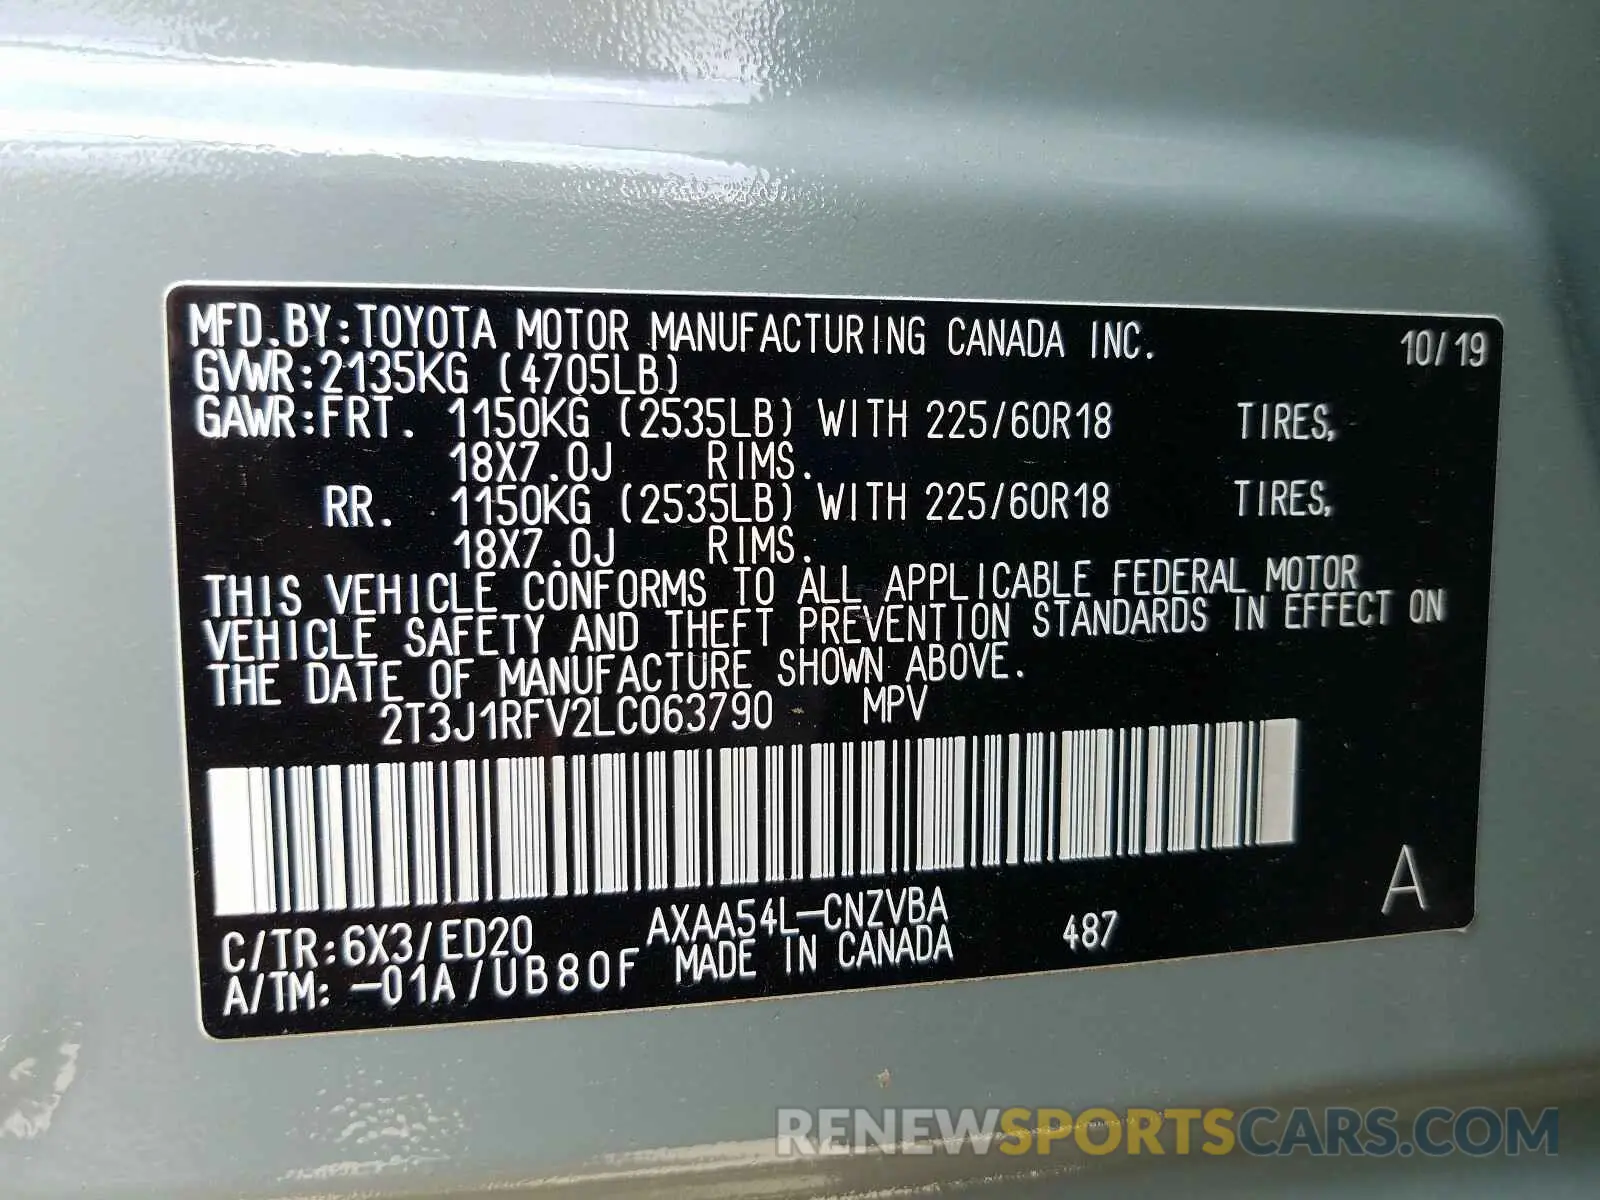 MFD.BY:TOYOTA MOTOR MANUFACTURING CANADA INC. 10/19
GVWR:2135KG (4705LB)
GAWR:FRT. 1150KG (2535LB) WITH 225/60R18 TIRES,
18X7.0J RIMS.
RR. 1150KG (2535LB) WITH 225/60R18 TIRES,
18X7.0J RIMS.
THIS VEHICLE CONFORMS TO ALL APPLICABLE FEDERAL MOTOR
VEHICLE SAFETY AND THEFT PREVENTION STANDARDS IN EFFECT ON
THE DATE OF MANUFACTURE SHOWN ABOVE.
2T3J1RFV2LC063790 MPV
A
C/TR:6X3/ED20 AXAA54L-CNZVBA 487
A/TM: -01A/UB80F MADE IN CANADA
RENEWSPORTSCARS.COM